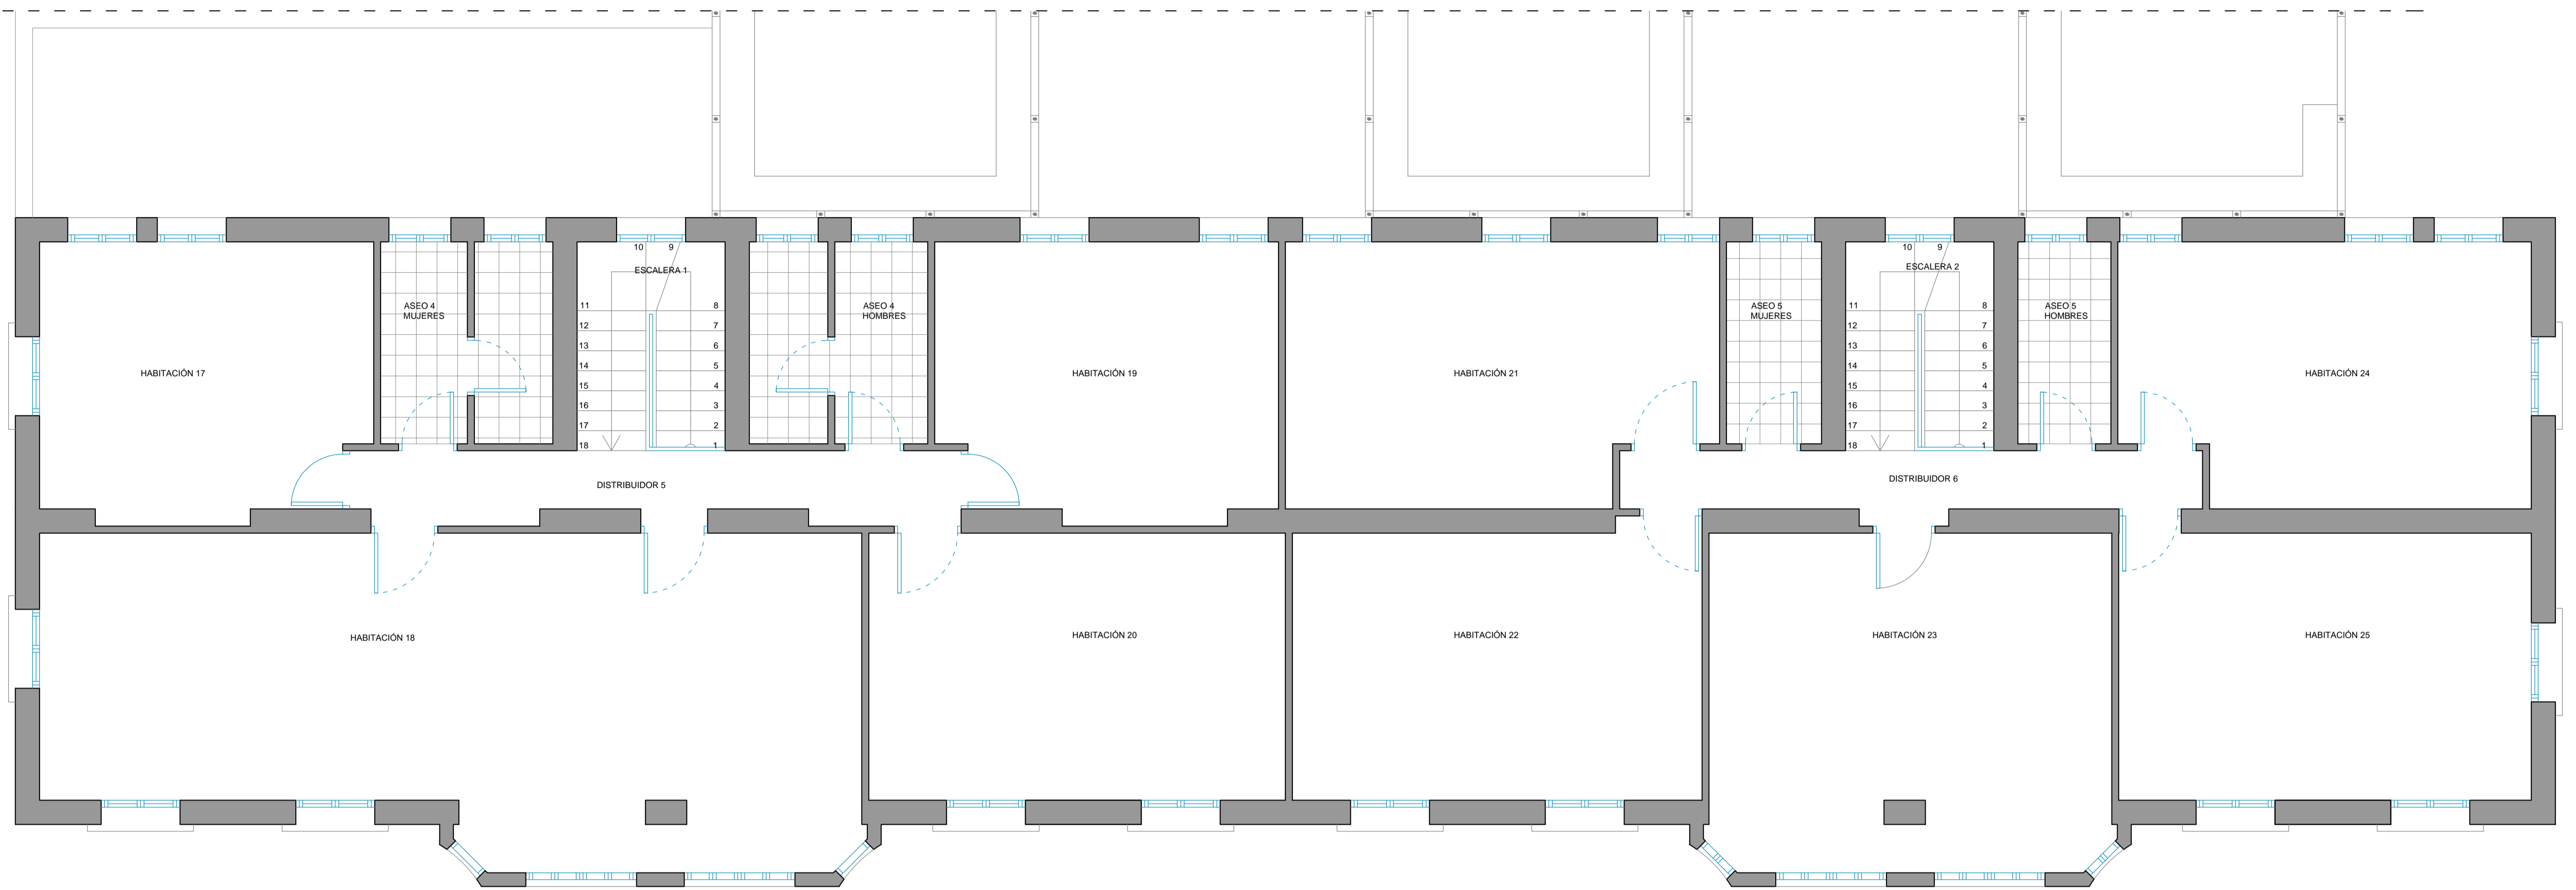 10 9
ESCALERA 1
11 8
12 7
13 6
14 5
15 4
16 3
17 2
18 1
ASEO 4
MUJERES
ASEO 4
HOMBRES
10 9
ESCALERA 2
11 8
12 7
13 6
14 5
15 4
16 3
17 2
18 1
ASEO 5
MUJERES
ASEO 5
HOMBRES
HABITACIÓN 17
HABITACIÓN 19
HABITACIÓN 21
HABITACIÓN 24
DISTRIBUIDOR 5
DISTRIBUIDOR 6
HABITACIÓN 18
HABITACIÓN 20
HABITACIÓN 22
HABITACIÓN 23
HABITACIÓN 25